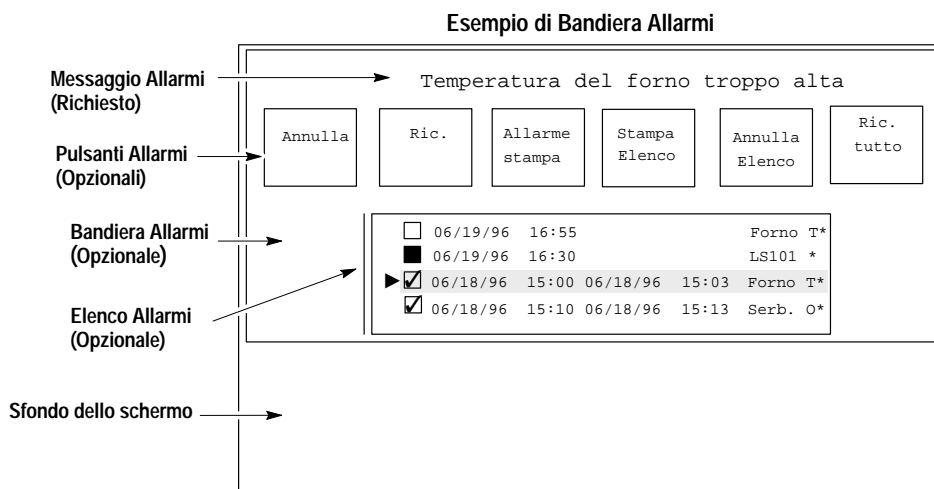 Esempio di Bandiera Allarmi
Messaggio Allarmi
(Richiesto)
Temperatura del forno troppo alta
Pulsanti Allarmi
(Opzionali)
Annulla
Ric.
Allarme
stampa
Stampa
Elenco
Annulla
Elenco
Ric.
tutto
Bandiera Allarmi
(Opzionale)
06/19/96 16:55 Forno T*
06/19/96 16:30 LS101 *
06/18/96 15:00 06/18/96 15:03 Forno T*
06/18/96 15:10 06/18/96 15:13 Serb. O*
Elenco Allarmi
(Opzionale)
Sfondo dello schermo